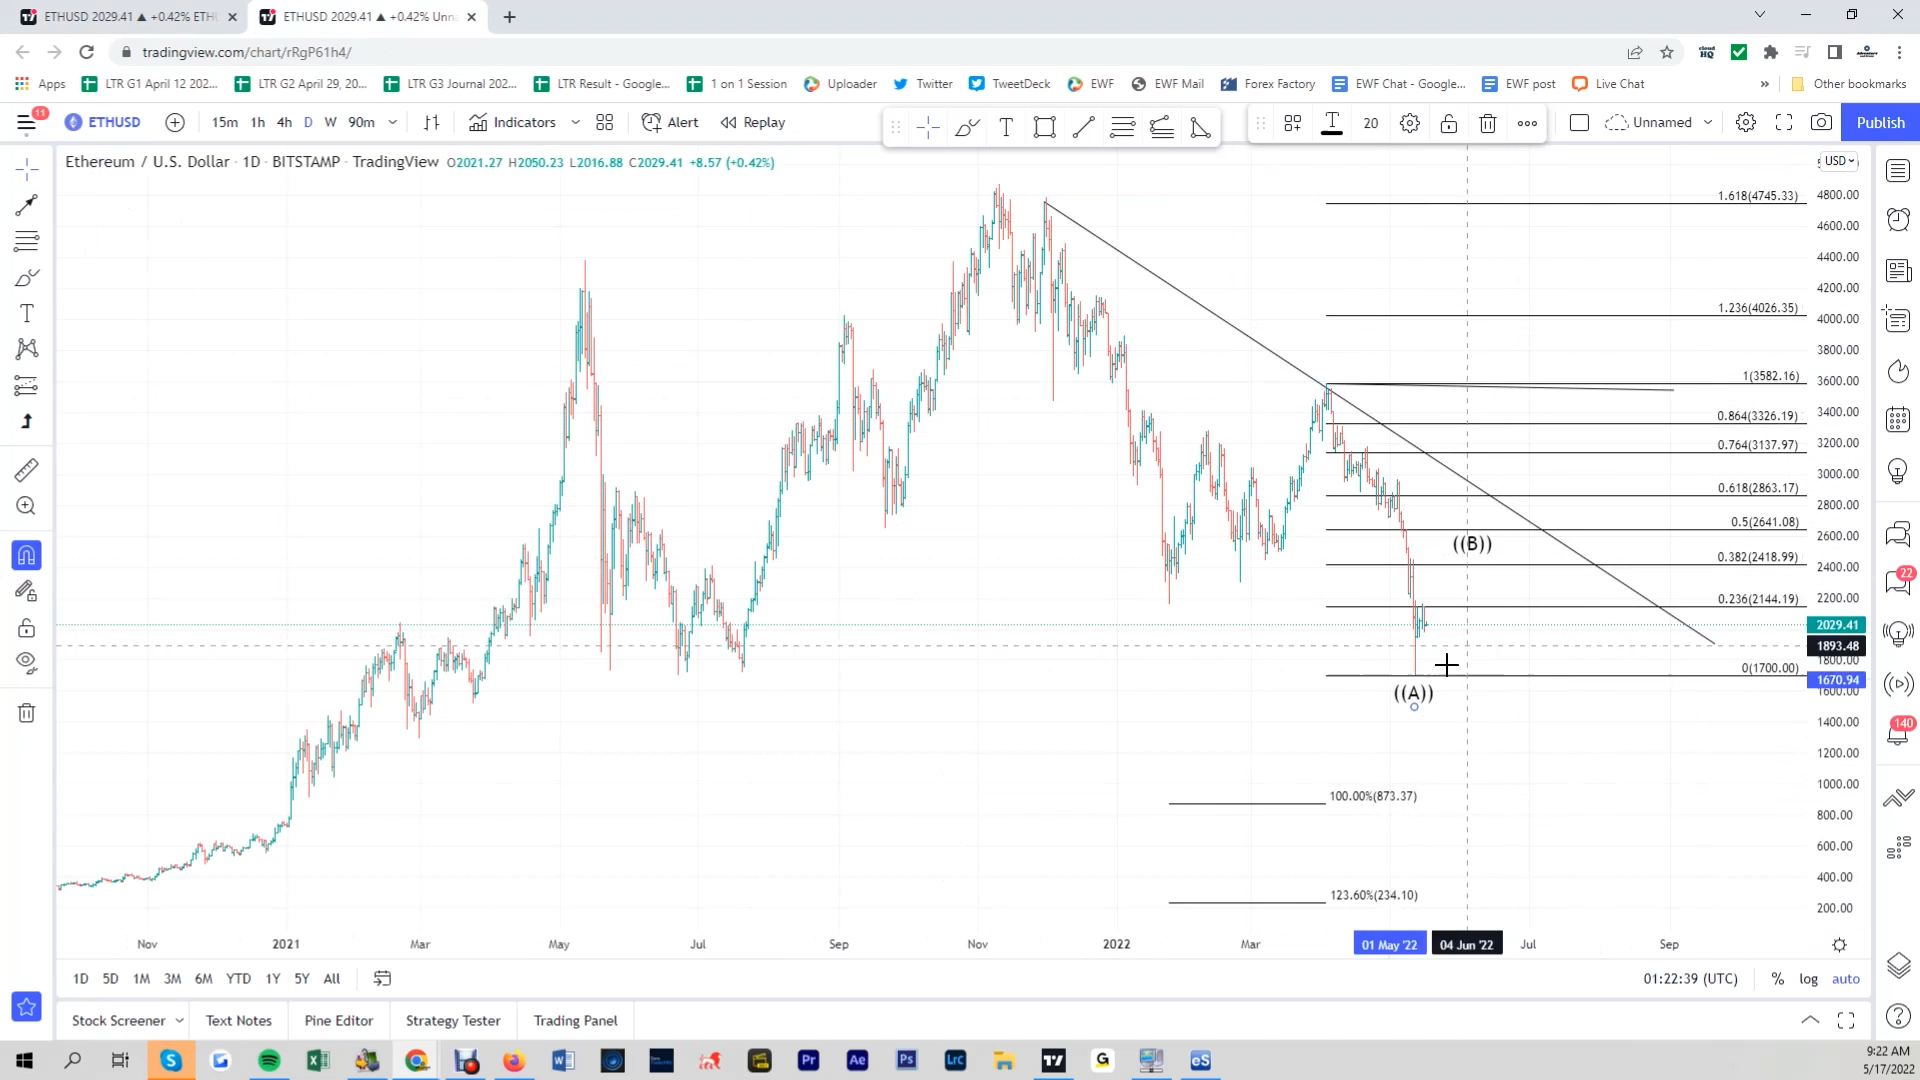 ETHUSD 2029.41 ▲ +0.42% ETH
ETHUSD 2029.41 ▲ +0.42% Unn
tradingview.com/chart/rRgP61h4/
Apps
LTR G1 April 12 202...
LTR G2 April 29, 20...
LTR G3 Journal 202...
LTR Result - Google...
1 on 1 Session
Uploader
Twitter
TweetDeck
EWF
EWF Mail
Forex Factory
EWF Chat - Google...
EWF post
Live Chat
»
Other bookmarks
11
ETHUSD
15m 1h 4h D W 90m
Indicators
Alert
Replay
T
T
20
Unnamed
Publish
Ethereum / U.S. Dollar · 1D · BITSTAMP · TradingView O2021.27 H2050.23 L2016.88 C2029.41 +8.57 (+0.42%)
USD
1.618(4745.33)
1.236(4026.35)
1(3582.16)
0.864(3326.19)
0.764(3137.97)
0.618(2863.17)
0.5(2641.08)
((B))
0.382(2418.99)
0.236(2144.19)
0(1700.00)
((A))
100.00%(873.37)
123.60%(234.10)
4800.00
4600.00
4400.00
4200.00
4000.00
3800.00
3600.00
3400.00
3200.00
3000.00
2800.00
2600.00
2400.00
2200.00
2029.41
1893.48
1800.00
1670.94
1600.00
1400.00
1200.00
1000.00
800.00
600.00
400.00
200.00
22
140
Nov 2021 Mar May Jul Sep Nov 2022 Mar 01 May '22 04 Jun '22 Jul Sep
1D 5D 1M 3M 6M YTD 1Y 5Y All
01:22:39 (UTC) % log auto
Stock Screener Text Notes Pine Editor Strategy Tester Trading Panel
Pr Ae Ps Lrc G eS
9:22 AM
5/17/2022